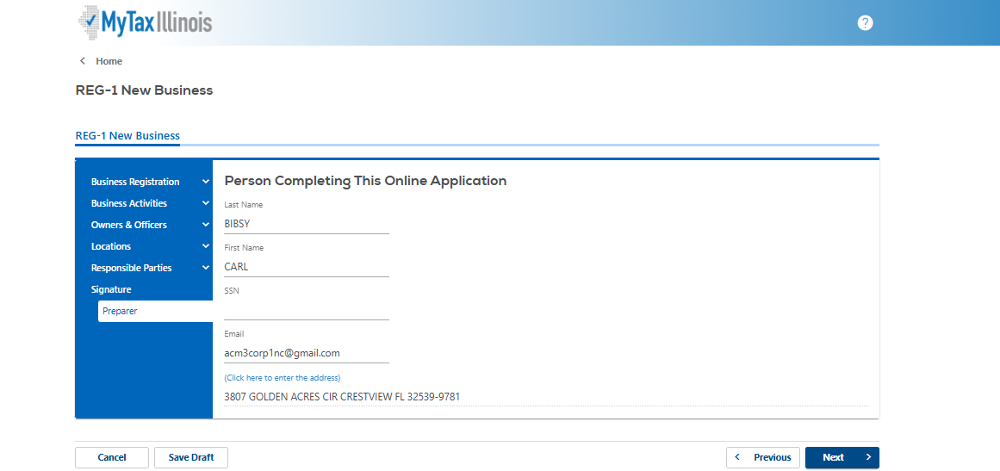 MyTax Illinois
?
Home
REG-1 New Business
REG-1 New Business
Business Registration
Business Activities
Owners & Officers
Locations
Responsible Parties
Signature
Preparer
Person Completing This Online Application
Last Name
BIBSY
First Name
CARL
SSN
Email
acm3corp1nc@gmail.com
(Click here to enter the address)
3807 GOLDEN ACRES CIR CRESTVIEW FL 32539-9781
Cancel Save Draft Previous Next